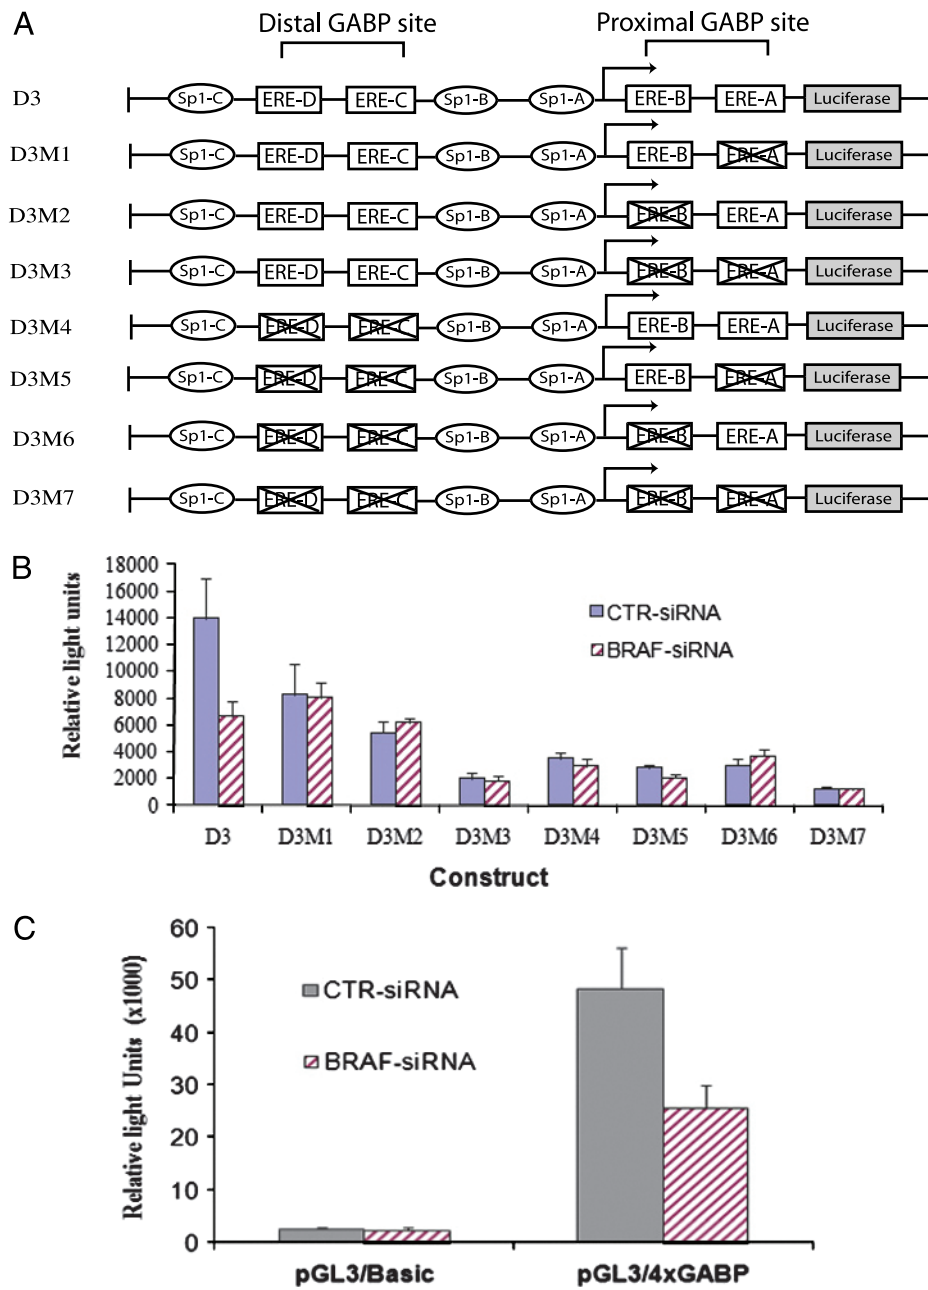 A
Distal GABP site Proximal GABP site
D3 Sp1-C ERE-D ERE-C Sp1-B Sp1-A ERE-B ERE-A Luciferase
D3M1 Sp1-C ERE-D ERE-C Sp1-B Sp1-A ERE-B ERE-A Luciferase
D3M2 Sp1-C ERE-D ERE-C Sp1-B Sp1-A ERE-B ERE-A Luciferase
D3M3 Sp1-C ERE-D ERE-C Sp1-B Sp1-A ERE-B ERE-A Luciferase
D3M4 Sp1-C ERE-D ERE-C Sp1-B Sp1-A ERE-B ERE-A Luciferase
D3M5 Sp1-C ERE-D ERE-C Sp1-B Sp1-A ERE-B ERE-A Luciferase
D3M6 Sp1-C ERE-D ERE-C Sp1-B Sp1-A ERE-B ERE-A Luciferase
D3M7 Sp1-C ERE-D ERE-C Sp1-B Sp1-A ERE-B ERE-A Luciferase
B
Relative light units
18000
16000
14000
12000
10000
8000
6000
4000
2000
0
CTR-siRNA
BRAF-siRNA
D3 D3M1 D3M2 D3M3 D3M4 D3M5 D3M6 D3M7
Construct
C
Relative light Units (x1000)
60
50
40
30
20
10
0
CTR-siRNA
BRAF-siRNA
pGL3/Basic pGL3/4xGABP